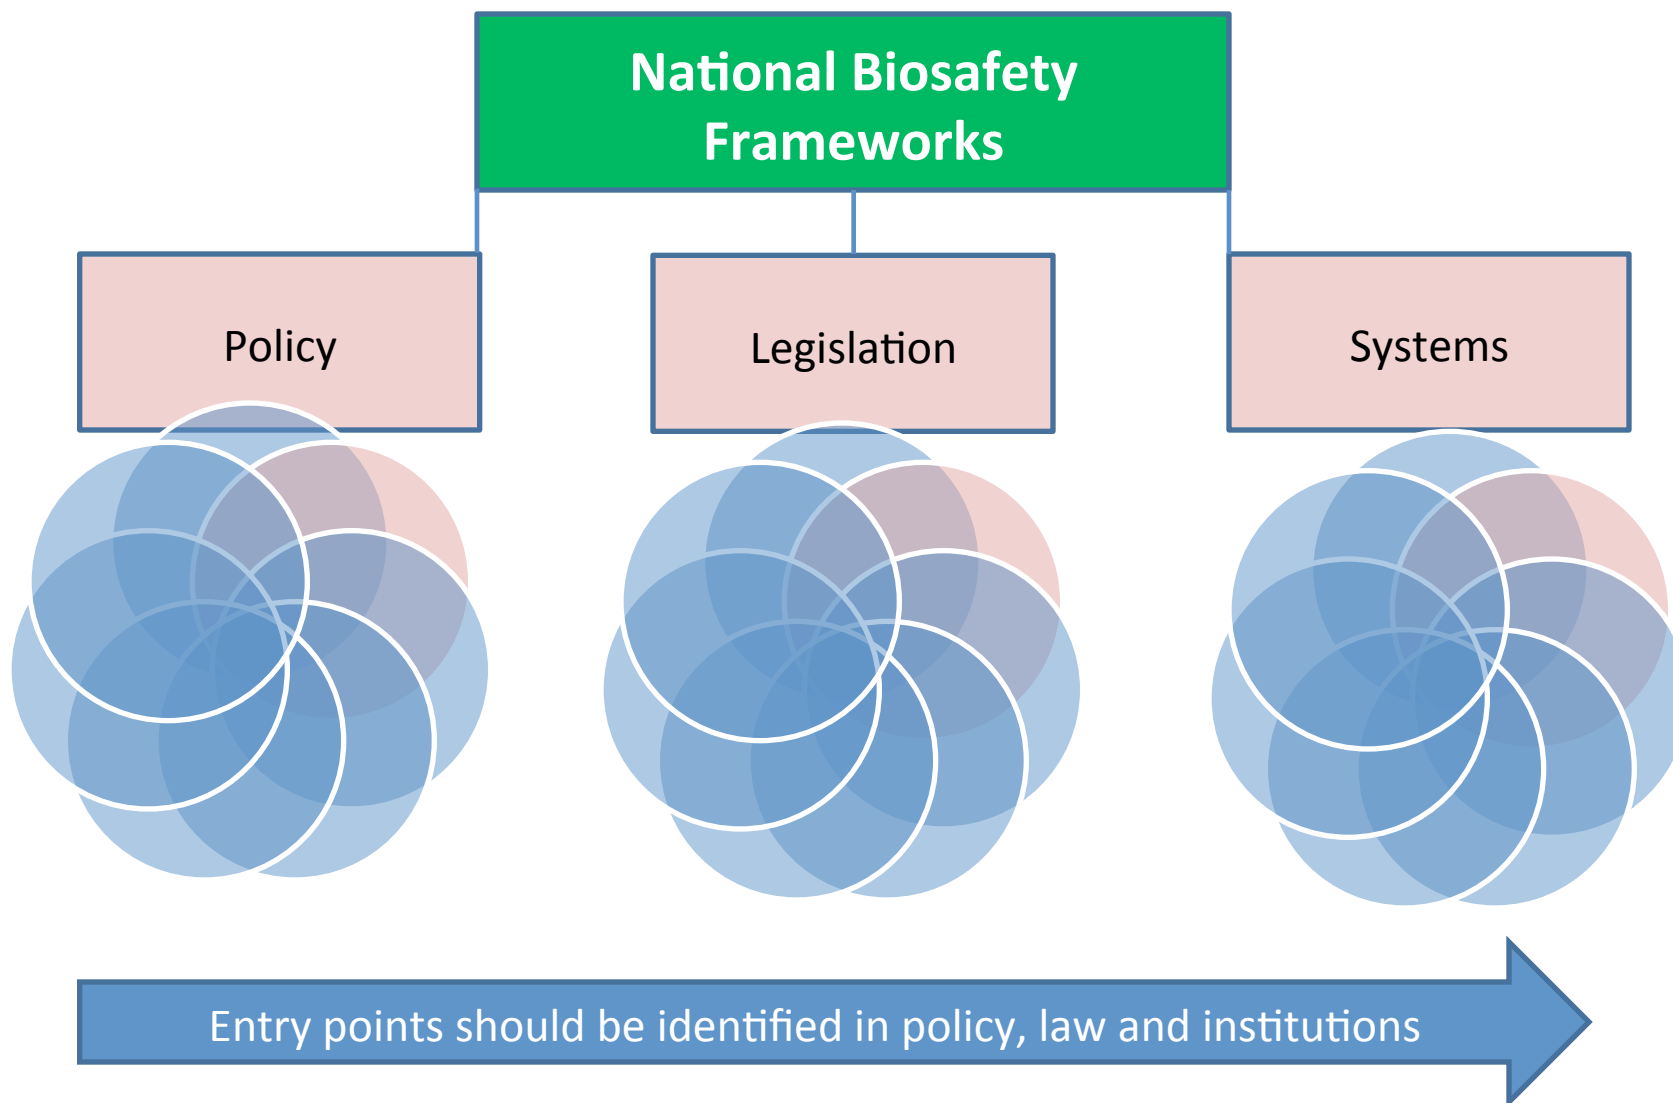 National Biosafety
Frameworks
Policy
Legislation
Systems
Entry points should be identified in policy, law and institutions